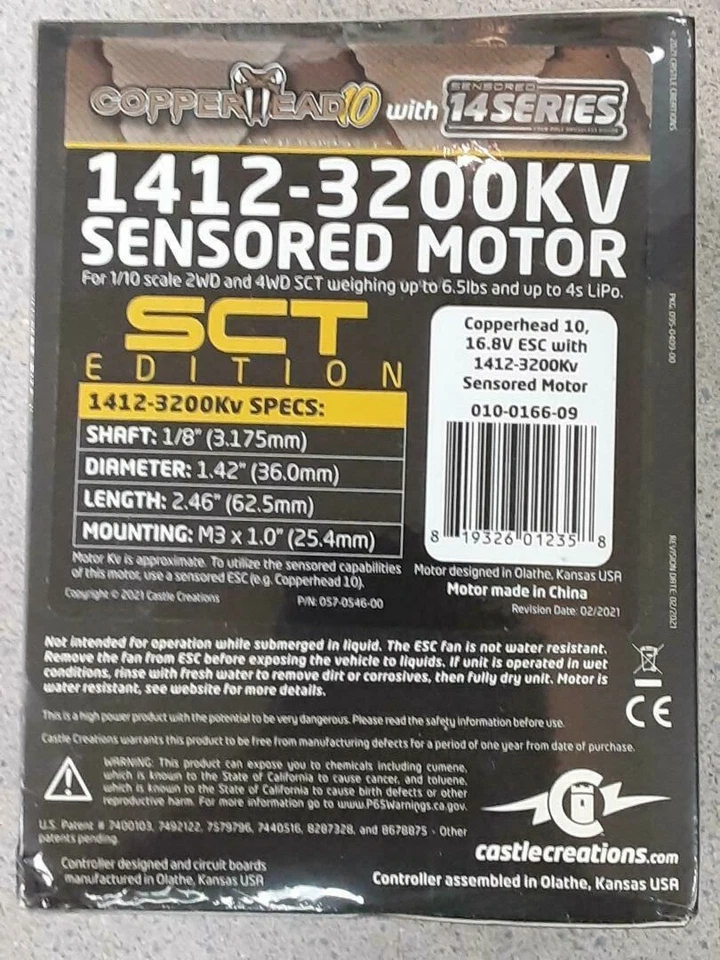 COPPERHEAD10 with SENSORED 14SERIES
1412-3200KV
SENSORED MOTOR
For 1/10 scale 2WD and 4WD SCT weighing up to 6.5lbs and up to 4s LiPo.
SCT
EDITION
1412-3200Kv SPECS:
SHAFT: 1/8" (3.175mm)
DIAMETER: 1.42" (36.0mm)
LENGTH: 2.46" (62.5mm)
MOUNTING: M3 x 1.0" (25.4mm)
Motor Kv is approximate. To utilize the sensored capabilities
of this motor, use a sensored ESC (e.g. Copperhead 10).
Copyright © 2021 Castle Creations
P/N: 057-0546-00
Copperhead 10,
16.8V ESC with
1412-3200Kv
Sensored Motor
010-0166-09
8 19326 01235 8
Motor designed in Olathe, Kansas USA
Motor made in China
Revision Date: 02/2021
© 2021 CASTLE CREATIONS
REVISION DATE: 02/2021
Not intended for operation while submerged in liquid. The ESC fan is not water resistant.
Remove the fan from ESC before exposing the vehicle to liquids. If unit is operated in wet
conditions, rinse with fresh water to remove dirt or corrosives, then fully dry unit. Motor is
water resistant, see website for more details.
CE
This is a high power product with the potential to be very dangerous. Please read the safety information before use.
Castle Creations warrants this product to be free from manufacturing defects for a period of one year from date of purchase.
WARNING: This product can expose you to chemicals including cumene,
which is known to the State of California to cause cancer, and toluene,
which is known to the State of California to cause birth defects or other
reproductive harm. For more information go to www.P65Warnings.ca.gov.
U.S. Patent # 7400103, 7492122, 7579796, 7440516, 8287328, and 8678875 - Other
patents pending.
castlecreations.com
Controller designed and circuit boards
manufactured in Olathe, Kansas USA
Controller assembled in Olathe, Kansas USA